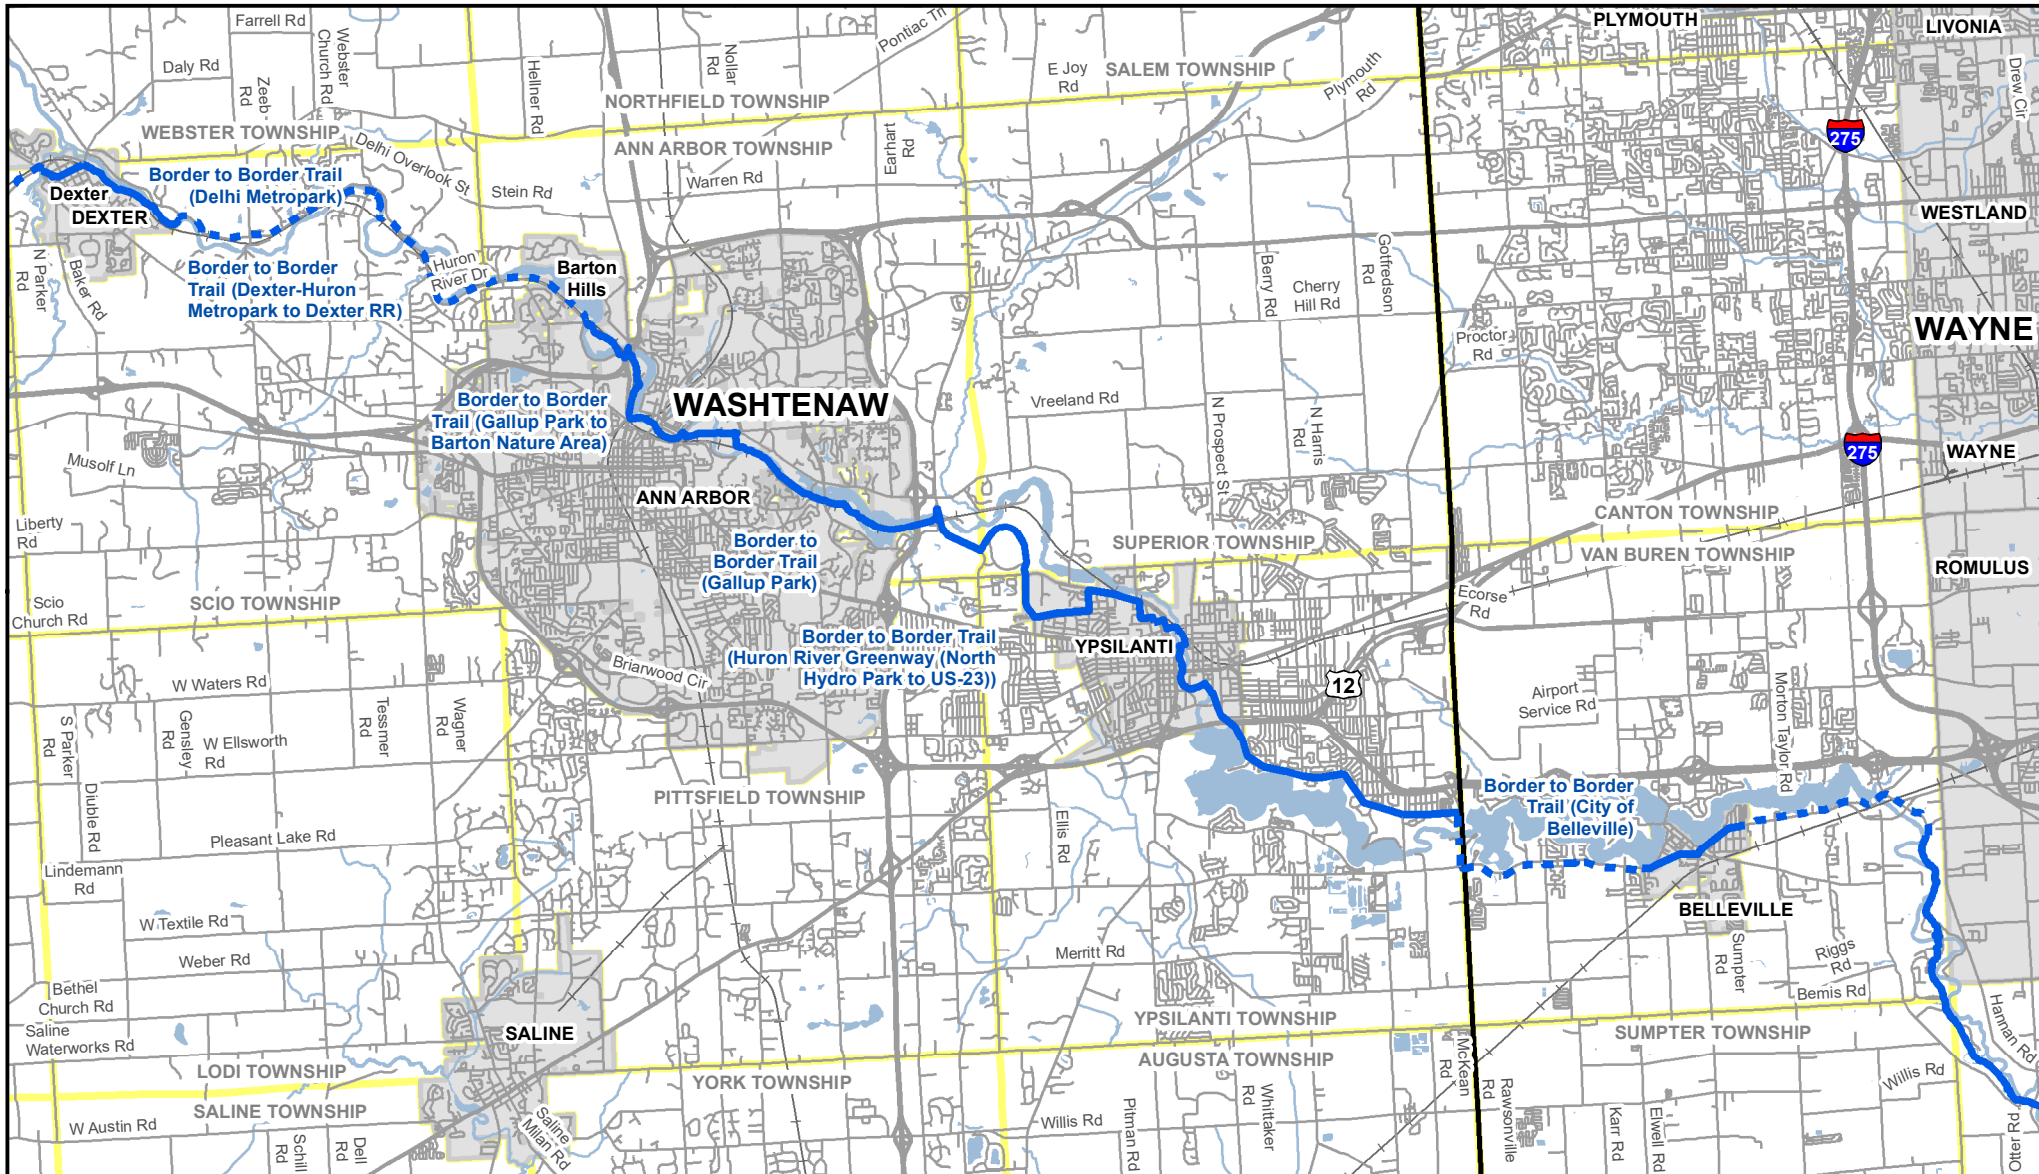 Farrell Rd
Webster
Church Rd
Daly Rd
Zeeb
Rd
Hellner Rd
Nollar
Rd
Pontiac Trl
E Joy
Rd
SALEM TOWNSHIP
Plymouth
Rd
PLYMOUTH
LIVONIA
Drew Cir
NORTHFIELD TOWNSHIP
WEBSTER TOWNSHIP
ANN ARBOR TOWNSHIP
Earhart
Rd
275
Delhi Overlook St
Border to Border Trail
(Delhi Metropark)
Stein Rd
Warren Rd
Dexter
DEXTER
WESTLAND
N Parker
Rd
Baker Rd
Border to Border
Trail (Dexter-Huron
Metropark to Dexter RR)
Huron
River Dr
Barton
Hills
Berry Rd
Cherry
Hill Rd
Gotfredson
Rd
Proctor
Rd
WAYNE
WASHTENAW
Border to Border
Trail (Gallup Park to
Barton Nature Area)
Vreeland Rd
N Prospect St
N Harris
Rd
275
WAYNE
Musolf Ln
ANN ARBOR
Liberty
Rd
CANTON TOWNSHIP
Border to
Border Trail
(Gallup Park)
SUPERIOR TOWNSHIP
VAN BUREN TOWNSHIP
ROMULUS
Scio
Church Rd
SCIO TOWNSHIP
Ecorse
Rd
Border to Border Trail
(Huron River Greenway (North
Hydro Park to US-23))
YPSILANTI
Briarwood Cir
12
W Waters Rd
Airport
Service Rd
Morton Taylor Rd
S Parker
Rd
Gensley
Rd
W Ellsworth
Rd
Tessmer
Rd
Wagner
Rd
Diuble Rd
PITTSFIELD TOWNSHIP
Border to Border
Trail (City of
Belleville)
Pleasant Lake Rd
Ellis Rd
Lindemann
Rd
W Textile Rd
BELLEVILLE
Weber Rd
Merritt Rd
Sumpter
Rd
Riggs
Rd
Bethel
Church Rd
Bemis Rd
Saline
Waterworks Rd
SALINE
YPSILANTI TOWNSHIP
SUMPTER TOWNSHIP
Hannan Rd
LODI TOWNSHIP
YORK TOWNSHIP
AUGUSTA TOWNSHIP
McKean
Rd
Rawsonville
Rd
Willis Rd
SALINE TOWNSHIP
W Austin Rd
Schill
Rd
Dell
Rd
Saline
Milan Rd
Willis Rd
Pitman Rd
Whittaker
Rd
Karr Rd
Elwell Rd
Otter Rd